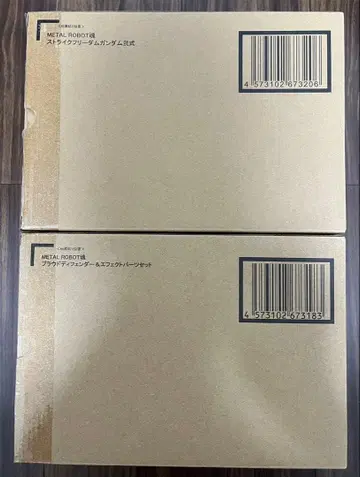 METAL ROBOT魂
ストライクフリーダムガンダム弐式
4 573102 673206
METAL ROBOT魂
プラウドディフェンダー&エフェクトパーツセット
4 573102 673183